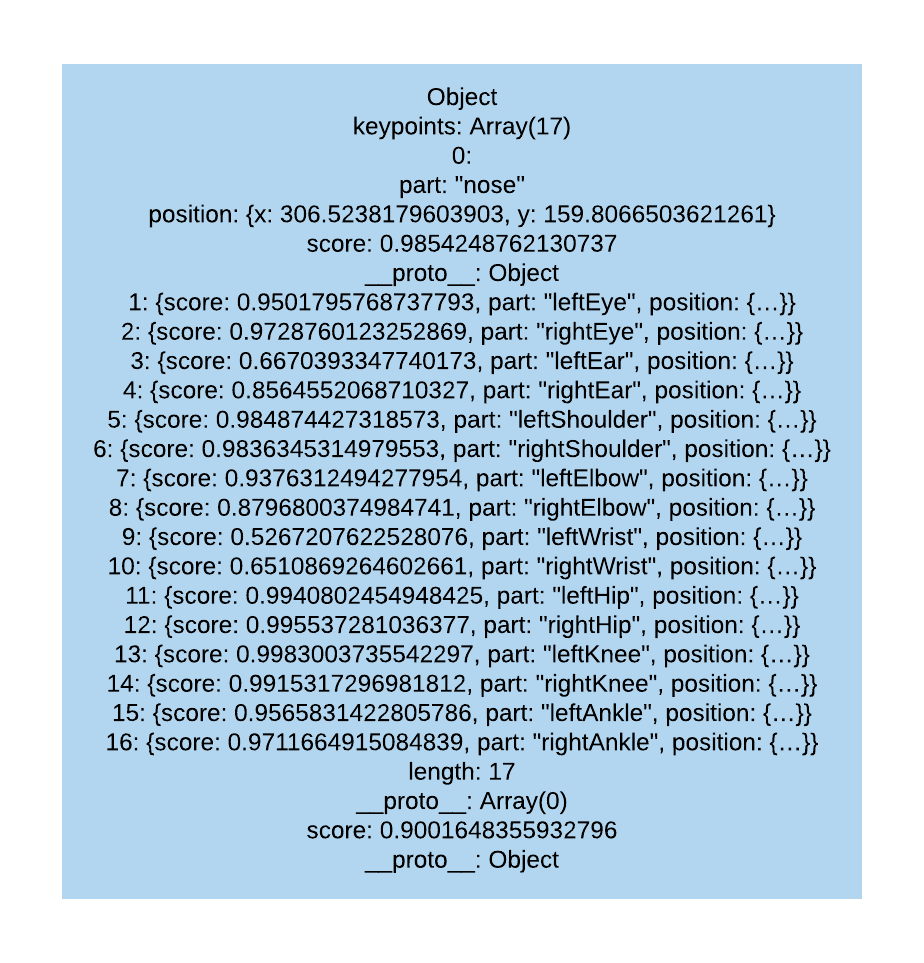 Object
keypoints: Array(17)
0:
part: "nose"
position: {x: 306.5238179603903, y: 159.8066503621261}
score: 0.9854248762130737
__proto__: Object
1: {score: 0.9501795768737793, part: "leftEye", position: {…}}
2: {score: 0.9728760123252869, part: "rightEye", position: {…}}
3: {score: 0.6670393347740173, part: "leftEar", position: {…}}
4: {score: 0.8564552068710327, part: "rightEar", position: {…}}
5: {score: 0.984874427318573, part: "leftShoulder", position: {…}}
6: {score: 0.9836345314979553, part: "rightShoulder", position: {…}}
7: {score: 0.9376312494277954, part: "leftElbow", position: {…}}
8: {score: 0.8796800374984741, part: "rightElbow", position: {…}}
9: {score: 0.5267207622528076, part: "leftWrist", position: {…}}
10: {score: 0.6510869264602661, part: "rightWrist", position: {…}}
11: {score: 0.9940802454948425, part: "leftHip", position: {…}}
12: {score: 0.995537281036377, part: "rightHip", position: {…}}
13: {score: 0.9983003735542297, part: "leftKnee", position: {…}}
14: {score: 0.9915317296981812, part: "rightKnee", position: {…}}
15: {score: 0.9565831422805786, part: "leftAnkle", position: {…}}
16: {score: 0.9711664915084839, part: "rightAnkle", position: {…}}
length: 17
__proto__: Array(0)
score: 0.9001648355932796
__proto__: Object